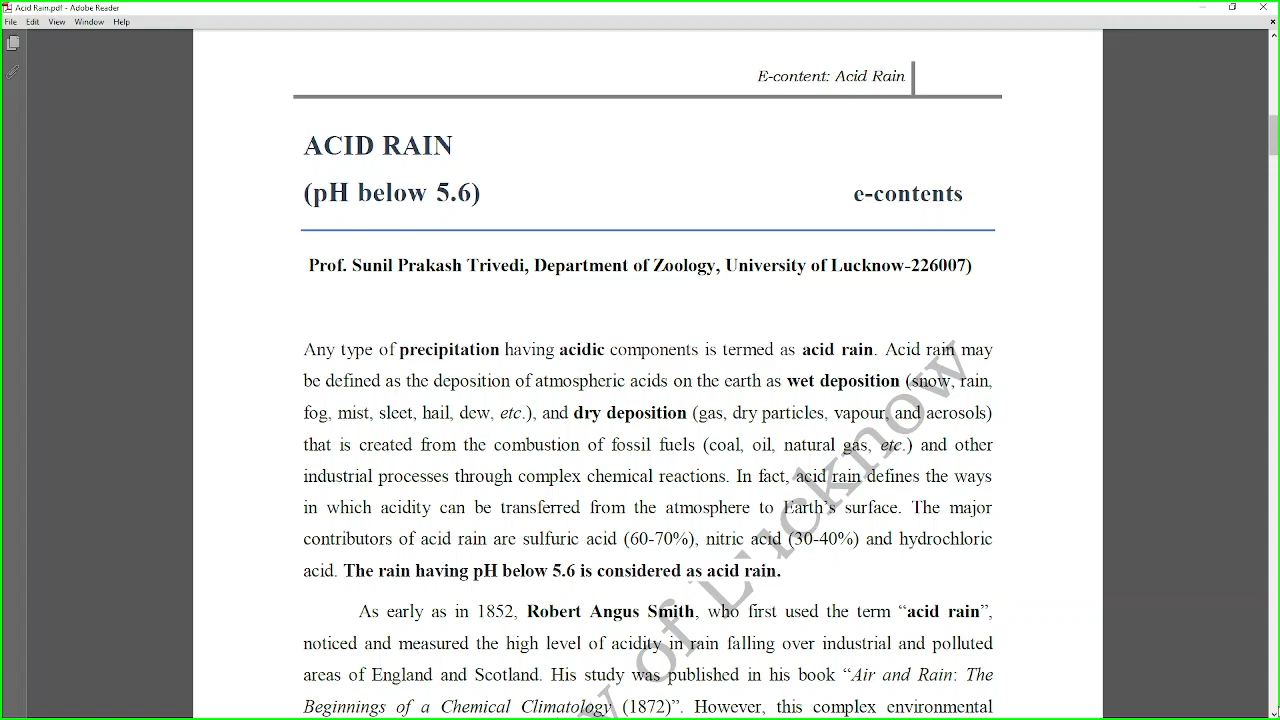 Acid Rain.pdf - Adobe Reader
File Edit View Window Help
E-content: Acid Rain
ACID RAIN
(pH below 5.6) e-contents
Prof. Sunil Prakash Trivedi, Department of Zoology, University of Lucknow-226007)
Any type of precipitation having acidic components is termed as acid rain. Acid rain may
be defined as the deposition of atmospheric acids on the earth as wet deposition (snow, rain,
fog, mist, sleet, hail, dew, etc.), and dry deposition (gas, dry particles, vapour, and aerosols)
that is created from the combustion of fossil fuels (coal, oil, natural gas, etc.) and other
industrial processes through complex chemical reactions. In fact, acid rain defines the ways
in which acidity can be transferred from the atmosphere to Earth's surface. The major
contributors of acid rain are sulfuric acid (60-70%), nitric acid (30-40%) and hydrochloric
acid. The rain having pH below 5.6 is considered as acid rain.
As early as in 1852, Robert Angus Smith, who first used the term “acid rain”,
noticed and measured the high level of acidity in rain falling over industrial and polluted
areas of England and Scotland. His study was published in his book “Air and Rain: The
Beginnings of a Chemical Climatology (1872)”. However, this complex environmental
y of Lucknow